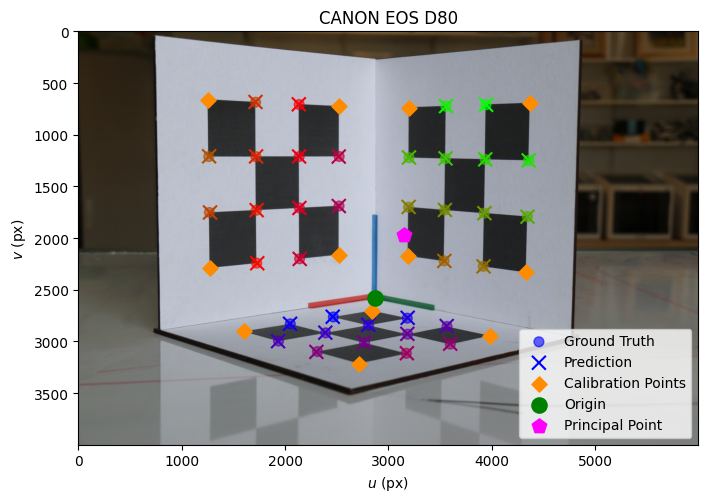 CANON EOS D80
0
500
1000
1500
2000
2500
3000
3500
v (px)
0
1000
2000
3000
4000
5000
u (px)
Ground Truth
Prediction
Calibration Points
Origin
Principal Point